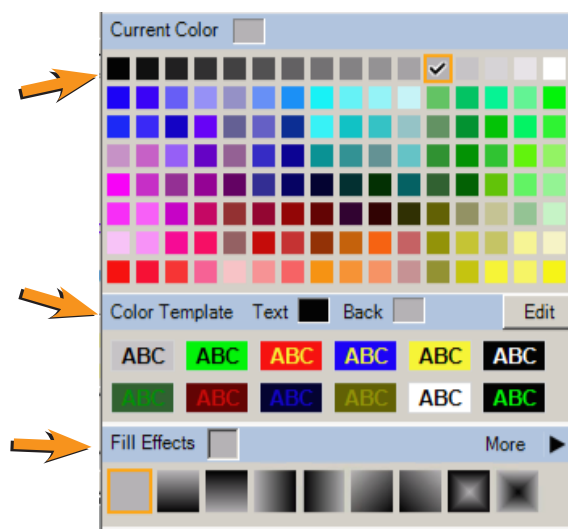 Current Color
Color Template Text Back Edit
ABC ABC ABC ABC ABC ABC
ABC ABC ABC ABC ABC ABC
Fill Effects More